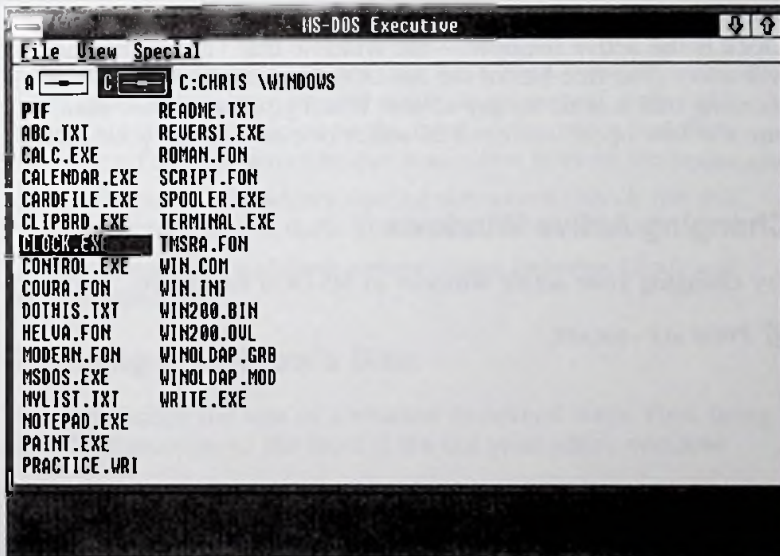 MS-DOS Executive
File View Special
A C C:CHRIS \WINDOWS
PIF README.TXT
ABC.TXT REVERSI.EXE
CALC.EXE ROMAN.FON
CALENDAR.EXE SCRIPT.FON
CARDFILE.EXE SPOOLER.EXE
CLIPBRD.EXE TERMINAL.EXE
CLOCK.EXE TMSRA.FON
CONTROL.EXE WIN.COM
COURA.FON WIN.INI
DOTHIS.TXT WIN200.BIN
HELVA.FON WIN200.OVL
MODERN.FON WINOLDAP.GRB
MSDOS.EXE WINOLDAP.MOD
MYLIST.TXT WRITE.EXE
NOTEPAD.EXE
PAINT.EXE
PRACTICE.WRI